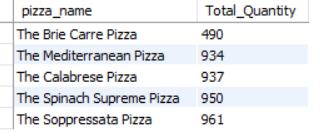 pizza_name Total_Quantity
The Brie Carre Pizza 490
The Mediterranean Pizza 934
The Calabrese Pizza 937
The Spinach Supreme Pizza 950
The Soppressata Pizza 961